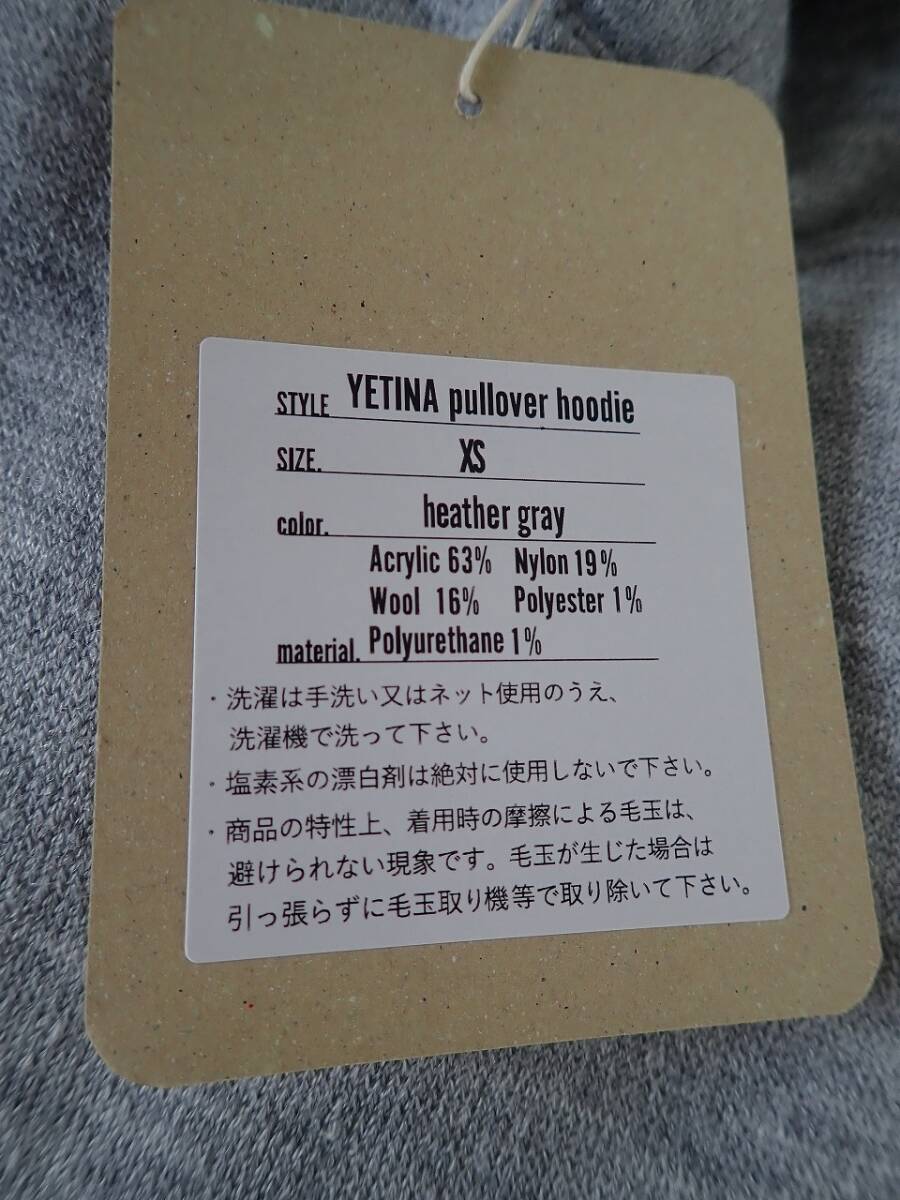 STYLE YETINA pullover hoodie
SIZE. XS
color. heather gray
Acrylic 63% Nylon 19%
Wool 16% Polyester 1%
material. Polyurethane 1%
・洗濯は手洗い又はネット使用のうえ、
洗濯機で洗って下さい。
・塩素系の漂白剤は絶対に使用しないで下さい。
・商品の特性上、着用時の摩擦による毛玉は、
避けられない現象です。毛玉が生じた場合は
引っ張らずに毛玉取り機等で取り除いて下さい。